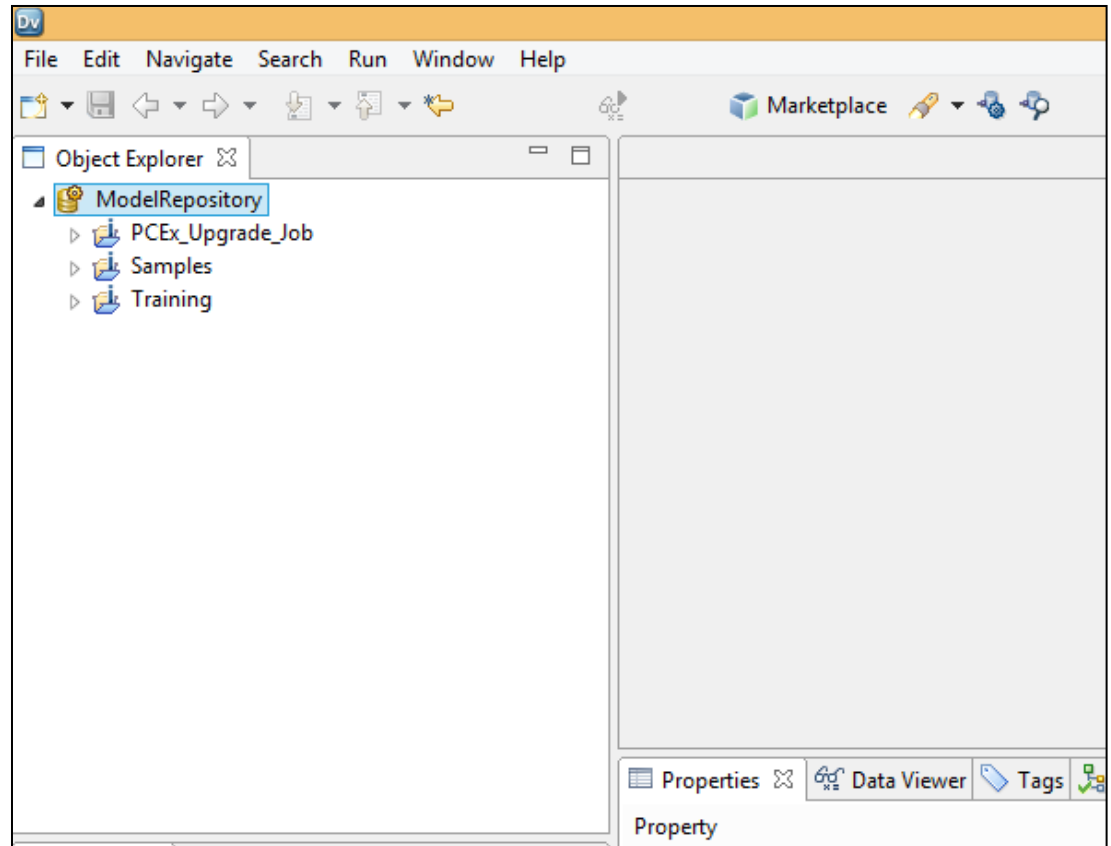 Dv
File Edit Navigate Search Run Window Help
Marketplace
Object Explorer
ModelRepository
PCEx_Upgrade_Job
Samples
Training
Properties Data Viewer Tags
Property